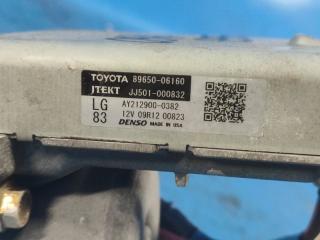 TOYOTA 89650-06160
JTEKT JJ501-000832
LG AY212900-0382
83 12V 09R12 00823
DENSO MADE IN USA